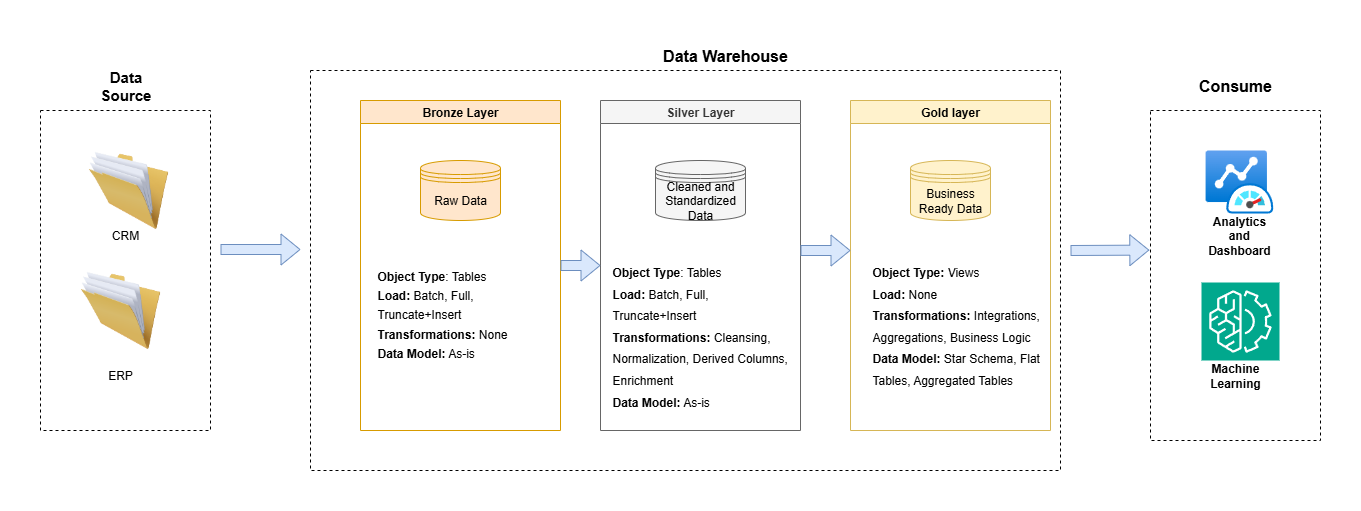 Data
Source
CRM
ERP
Data Warehouse
Bronze Layer
Raw Data
Object Type: Tables
Load: Batch, Full,
Truncate+Insert
Transformations: None
Data Model: As-is
Silver Layer
Cleaned and
Standardized
Data
Object Type: Tables
Load: Batch, Full,
Truncate+Insert
Transformations: Cleansing,
Normalization, Derived Columns,
Enrichment
Data Model: As-is
Gold layer
Business
Ready Data
Object Type: Views
Load: None
Transformations: Integrations,
Aggregations, Business Logic
Data Model: Star Schema, Flat
Tables, Aggregated Tables
Consume
Analytics
and
Dashboard
Machine
Learning